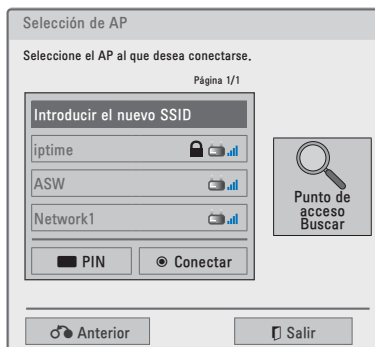 Selección de AP
Seleccione el AP al que desea conectarse.
Página 1/1
Introducir el nuevo SSID
iptime
ASW
Network1
PIN
Conectar
Punto de
acceso
Buscar
Anterior
Salir